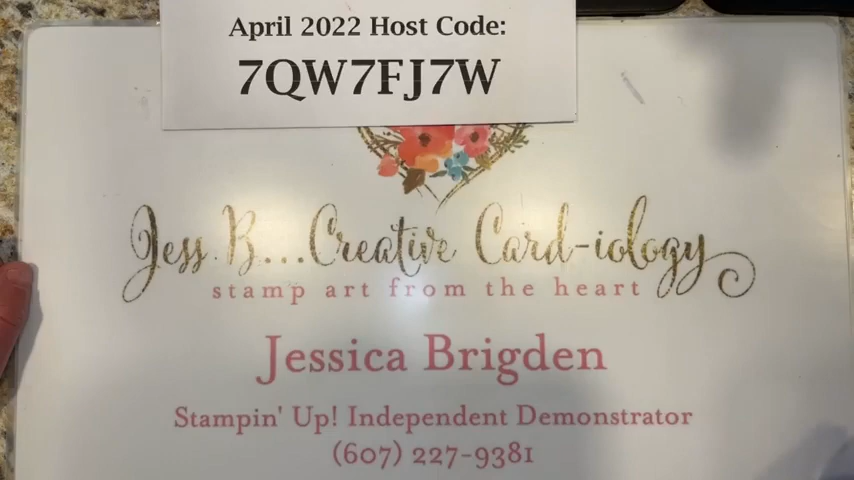 April 2022 Host Code:
7QW7FJ7W
Jess B...Creative Card-iology
stamp art from the heart
Jessica Brigden
Stampin' Up! Independent Demonstrator
(607) 227-9381